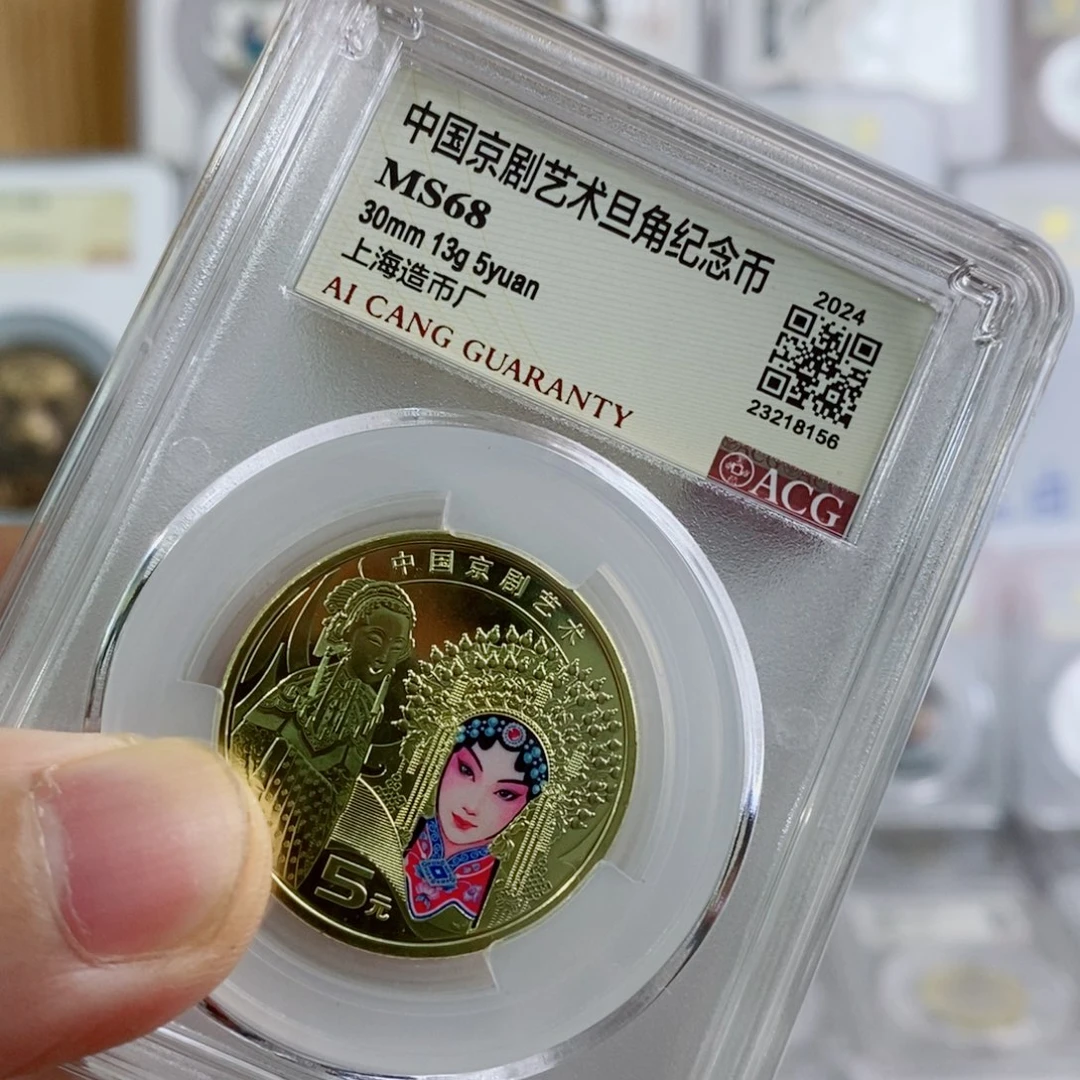 中国京剧艺术旦角纪念币
MS68
30mm 13g 5yuan
上海造币厂
AI CANG GUARANTY
2024
23218156
ACG
中国京剧艺术
5元